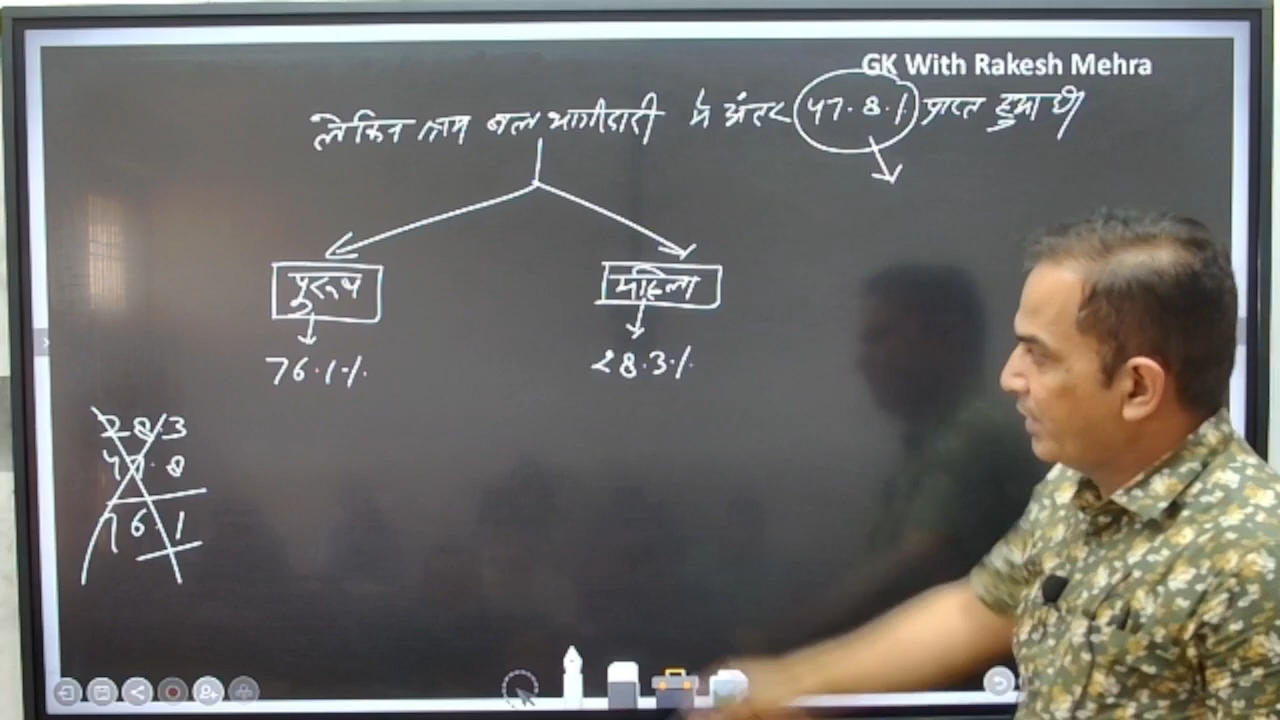 GK With Rakesh Mehra
लेकिन श्रम बल भागीदारी में अंतर 47.8% प्राप्त हुआ था
पुरूष
महिला
76.1%
28.3%
28.3
47.8
76.1